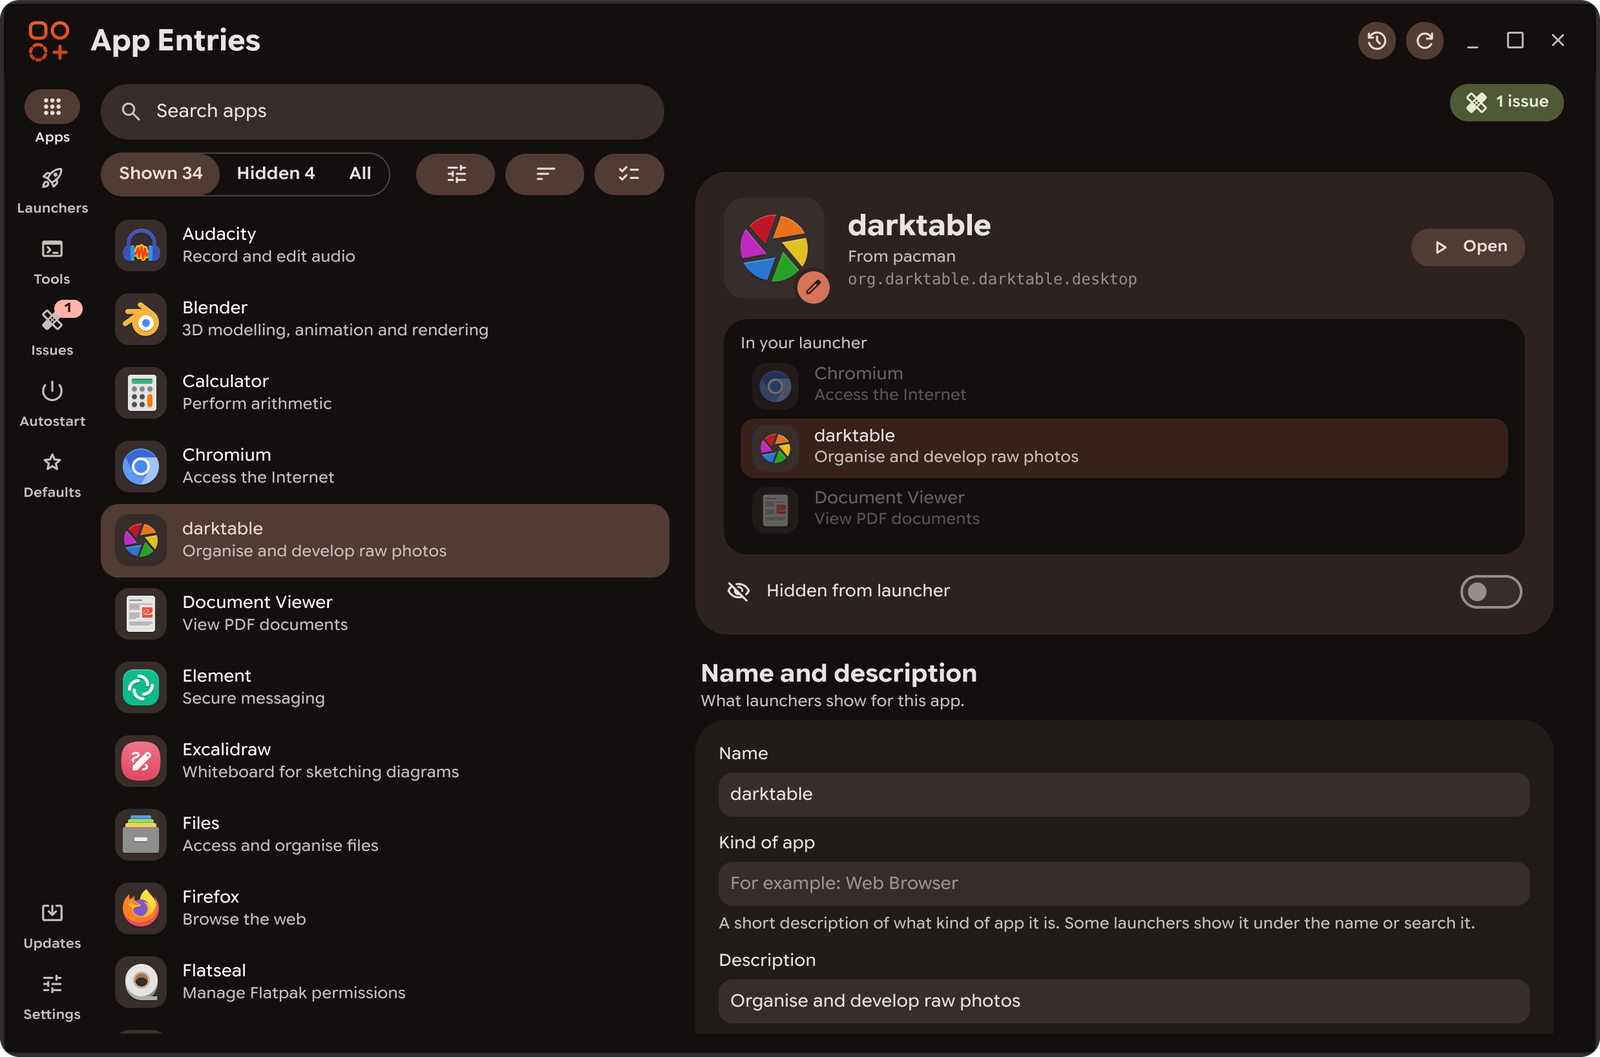 App Entries
Apps
Launchers
Tools
1
Issues
Autostart
Defaults
Updates
Settings
Search apps
Shown 34
Hidden 4
All
Audacity
Record and edit audio
Blender
3D modelling, animation and rendering
Calculator
Perform arithmetic
Chromium
Access the Internet
darktable
Organise and develop raw photos
Document Viewer
View PDF documents
Element
Secure messaging
Excalidraw
Whiteboard for sketching diagrams
Files
Access and organise files
Firefox
Browse the web
Flatseal
Manage Flatpak permissions
1 issue
darktable
From pacman
org.darktable.darktable.desktop
Open
In your launcher
Chromium
Access the Internet
darktable
Organise and develop raw photos
Document Viewer
View PDF documents
Hidden from launcher
Name and description
What launchers show for this app.
Name
darktable
Kind of app
For example: Web Browser
A short description of what kind of app it is. Some launchers show it under the name or search it.
Description
Organise and develop raw photos